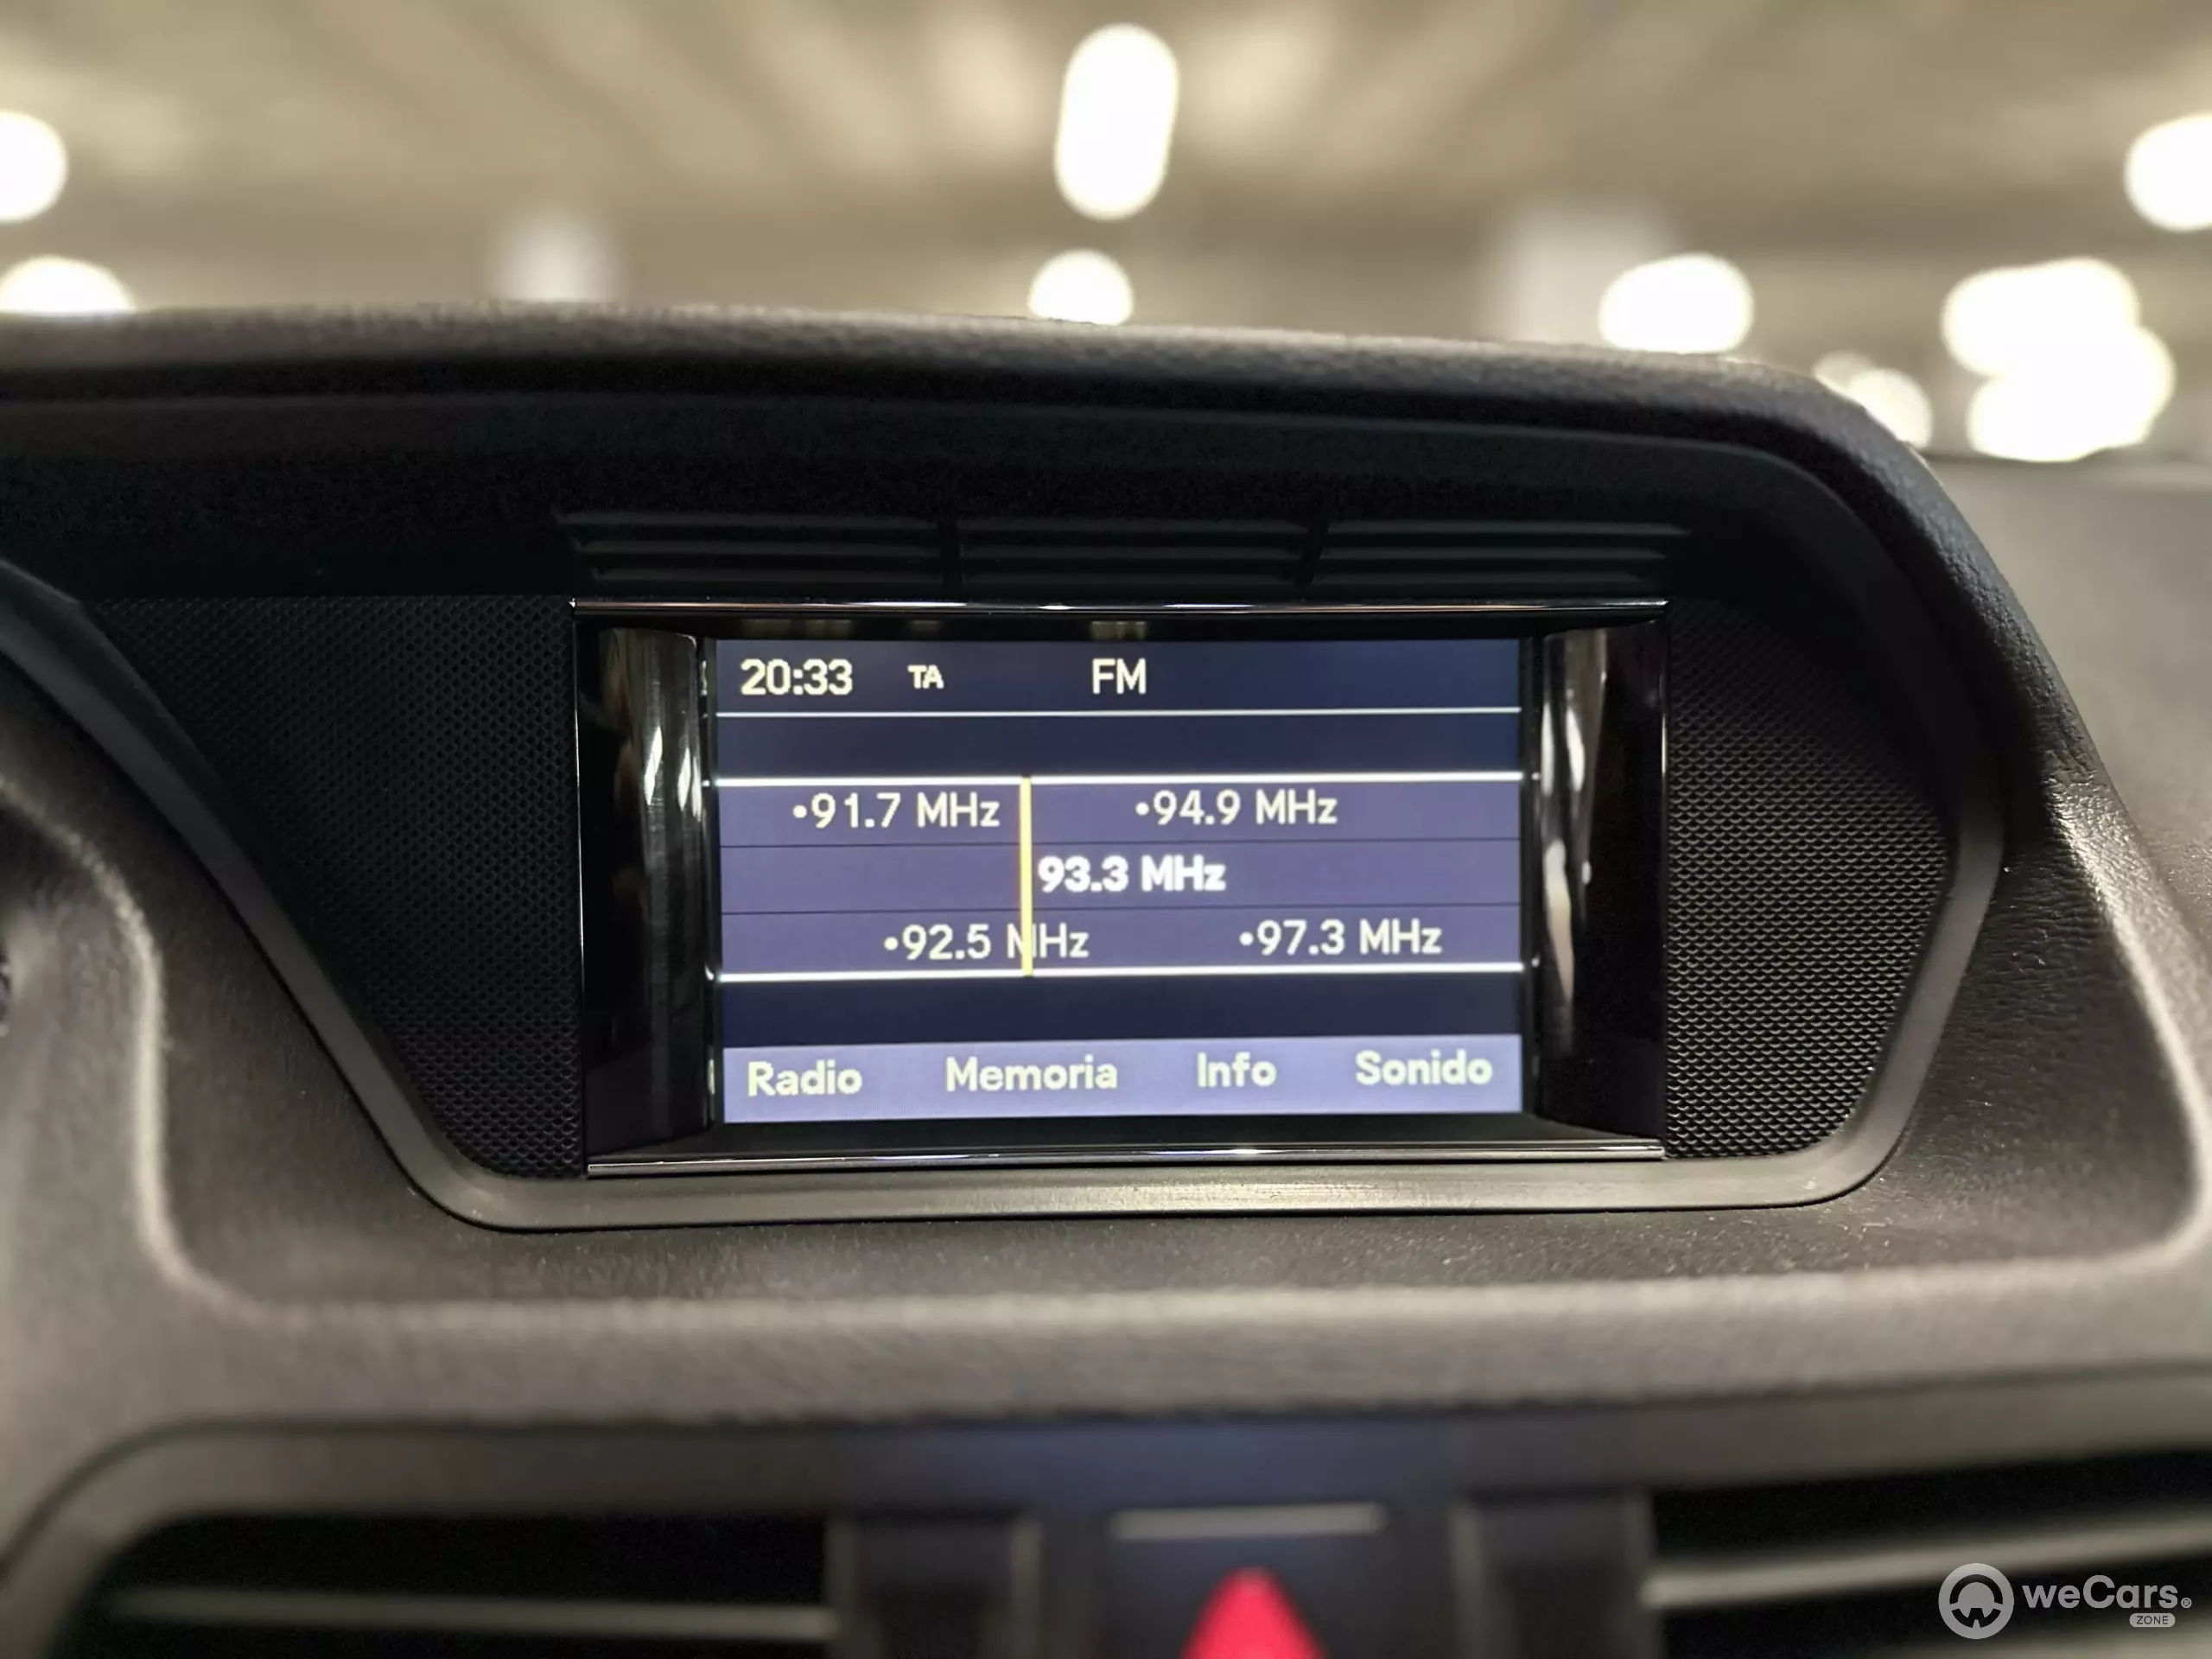 20:33 TA FM
•91.7 MHz •94.9 MHz
93.3 MHz
•92.5 MHz •97.3 MHz
Radio Memoria Info Sonido
weCars®
ZONE